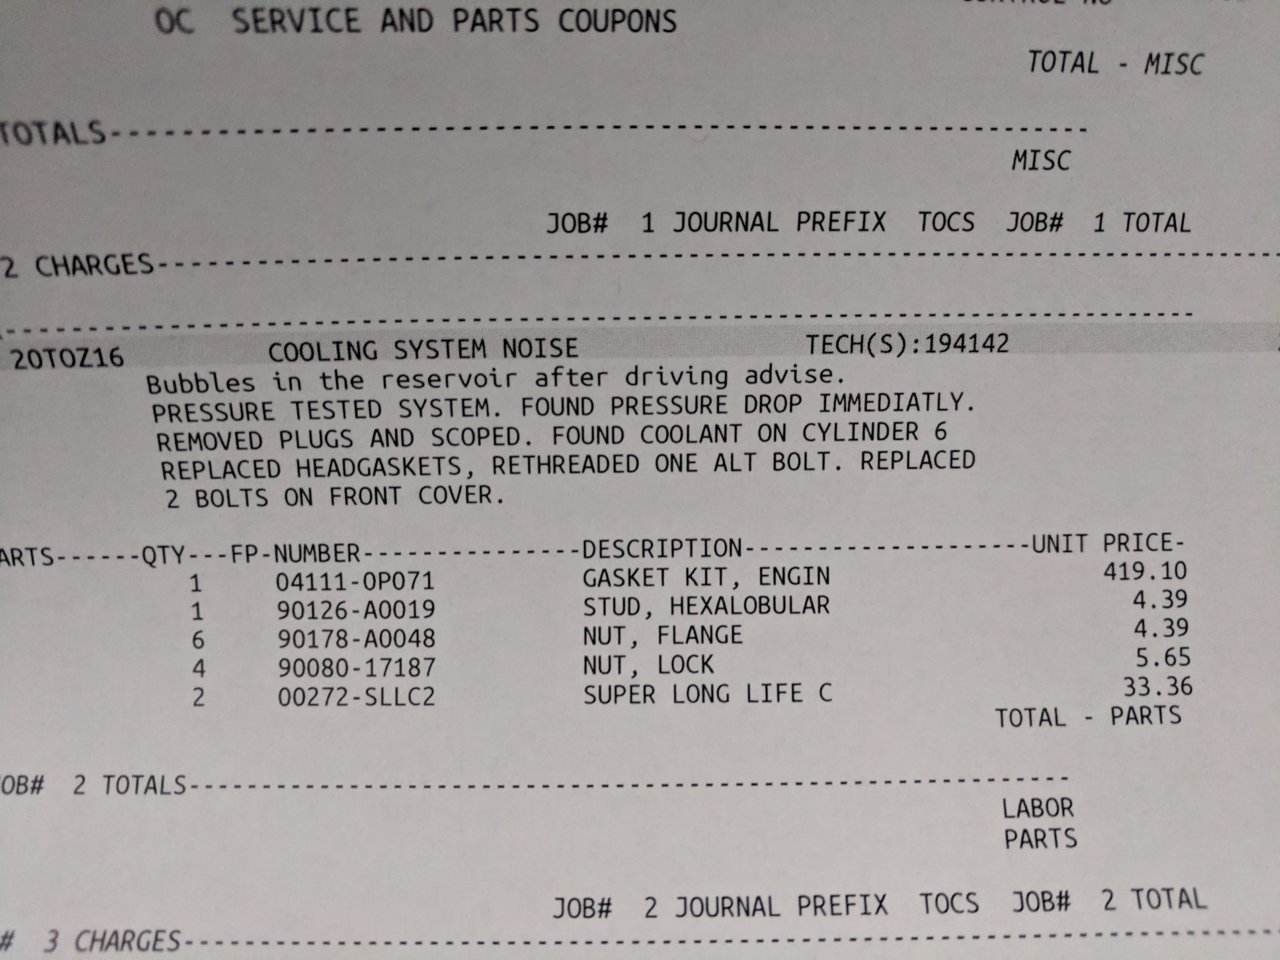 OC SERVICE AND PARTS COUPONS
TOTAL - MISC
TOTALS------------------------------------------------------------
MISC
JOB# 1 JOURNAL PREFIX TOCS JOB# 1 TOTAL
2 CHARGES----------------------------------------------------------------------
--------------------------------------------------------------------------
20TOZ16 COOLING SYSTEM NOISE TECH(S):194142
Bubbles in the reservoir after driving advise.
PRESSURE TESTED SYSTEM. FOUND PRESSURE DROP IMMEDIATLY.
REMOVED PLUGS AND SCOPED. FOUND COOLANT ON CYLINDER 6
REPLACED HEADGASKETS, RETHREADED ONE ALT BOLT. REPLACED
2 BOLTS ON FRONT COVER.
ARTS------QTY---FP-NUMBER---------------DESCRIPTION--------------------UNIT PRICE-
1 04111-0P071 GASKET KIT, ENGIN 419.10
1 90126-A0019 STUD, HEXALOBULAR 4.39
6 90178-A0048 NUT, FLANGE 4.39
4 90080-17187 NUT, LOCK 5.65
2 00272-SLLC2 SUPER LONG LIFE C 33.36
TOTAL - PARTS
OB# 2 TOTALS------------------------------------------------------------
LABOR
PARTS
JOB# 2 JOURNAL PREFIX TOCS JOB# 2 TOTAL
# 3 CHARGES----------------------------------------------------------------------